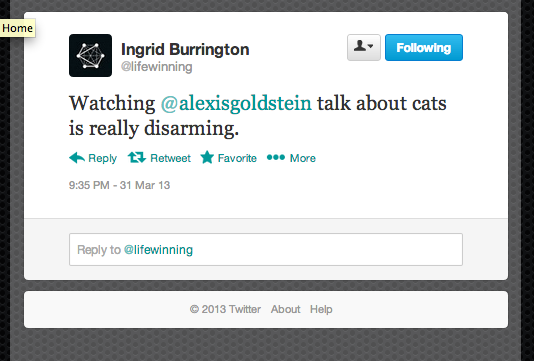 Home
Ingrid Burrington
@lifewinning
Following
Watching @alexisgoldstein talk about cats
is really disarming.
Reply Retweet Favorite More
9:35 PM - 31 Mar 13
Reply to @lifewinning
© 2013 Twitter About Help